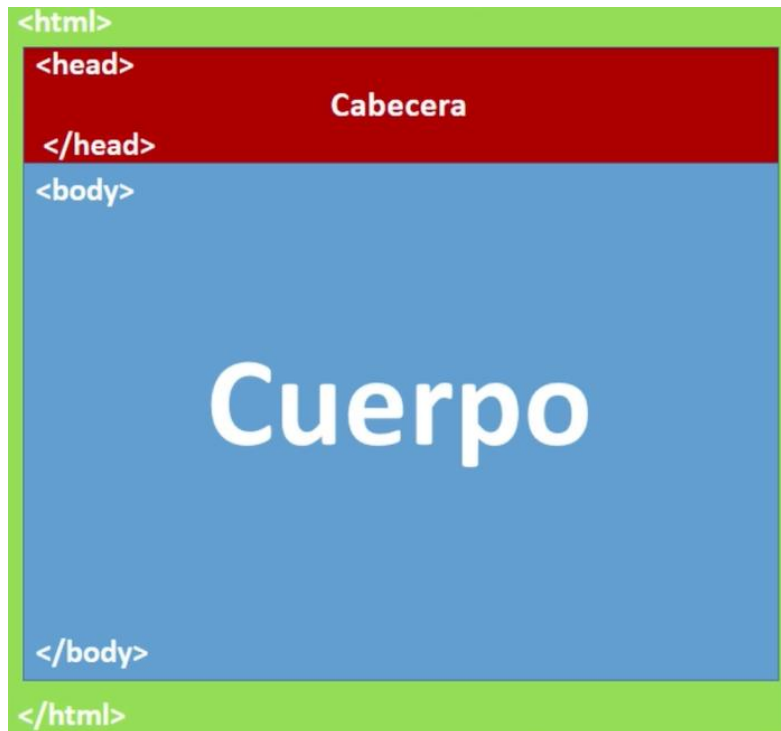 <html>
<head>
Cabecera
</head>
<body>
Cuerpo
</body>
</html>